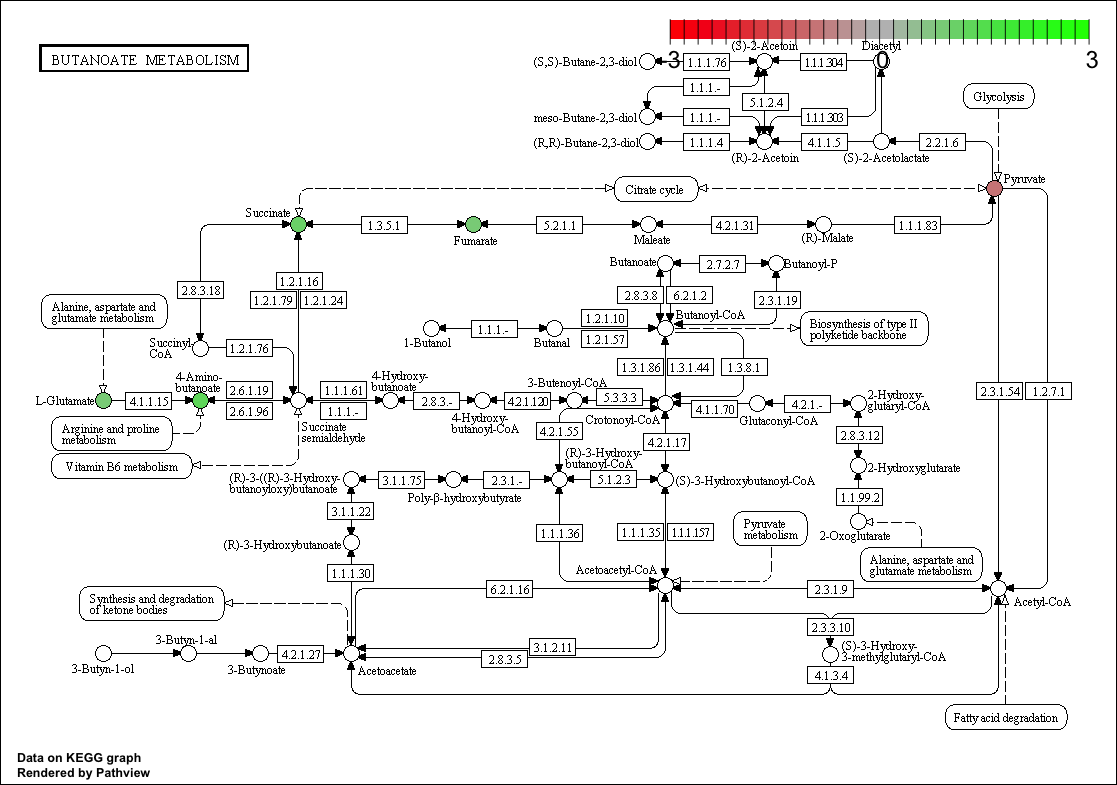 BUTANOATE METABOLISM
-3
0
3
(S)-2-Acetoin
Diacetyl
(S,S)-Butane-2,3-diol
1.1.1.76
1.1.1.304
Glycolysis
1.1.1.-
5.1.2.4
meso-Butane-2,3-diol
1.1.1.-
1.1.1.303
(R,R)-Butane-2,3-diol
1.1.1.4
4.1.1.5
2.2.1.6
(R)-2-Acetoin
(S)-2-Acetolactate
Pyruvate
Citrate cycle
Succinate
1.3.5.1
5.2.1.1
4.2.1.31
1.1.1.83
Fumarate
Maleate
(R)-Malate
Butanoate
2.7.2.7
Butanoyl-P
2.8.3.18
1.2.1.16
1.2.1.79
1.2.1.24
2.8.3.8
6.2.1.2
2.3.1.19
Alanine, aspartate and
glutamate metabolism
1.2.1.10
Butanoyl-CoA
1.1.1.-
1.2.1.57
1-Butanol
Butanal
Biosynthesis of type II
polyketide backbone
Succinyl-
CoA
1.2.1.76
1.3.1.86
1.3.1.44
1.3.8.1
4-Amino-
butanoate
4-Hydroxy-
butanoate
3-Butenoyl-CoA
2.3.1.54
1.2.7.1
L-Glutamate
4.1.1.15
2.6.1.19
2.6.1.96
1.1.1.61
1.1.1.-
2.8.3.-
4.2.1.120
5.3.3.3
4.1.1.70
4.2.1.-
2-Hydroxy-
glutaryl-CoA
4-Hydroxy-
butanoyl-CoA
Crotonoyl-CoA
Glutaconyl-CoA
Succinate
semialdehyde
Arginine and proline
metabolism
4.2.1.55
4.2.1.17
2.8.3.12
Vitamin B6 metabolism
(R)-3-Hydroxy-
butanoyl-CoA
2-Hydroxyglutarate
(R)-3-((R)-3-Hydroxy-
butanoyloxy)butanoate
3.1.1.75
2.3.1.-
5.1.2.3
(S)-3-Hydroxybutanoyl-CoA
Poly-β-hydroxybutyrate
1.1.99.2
3.1.1.22
1.1.1.36
1.1.1.35
1.1.1.157
Pyruvate
metabolism
2-Oxoglutarate
(R)-3-Hydroxybutanoate
Alanine, aspartate and
glutamate metabolism
1.1.1.30
Acetoacetyl-CoA
6.2.1.16
2.3.1.9
Acetyl-CoA
Synthesis and degradation
of ketone bodies
2.3.3.10
3-Butyn-1-al
3.1.2.11
(S)-3-Hydroxy-
3-methylglutaryl-CoA
4.2.1.27
2.8.3.5
3-Butyn-1-ol
3-Butynoate
Acetoacetate
4.1.3.4
Fatty acid degradation
Data on KEGG graph
Rendered by Pathview